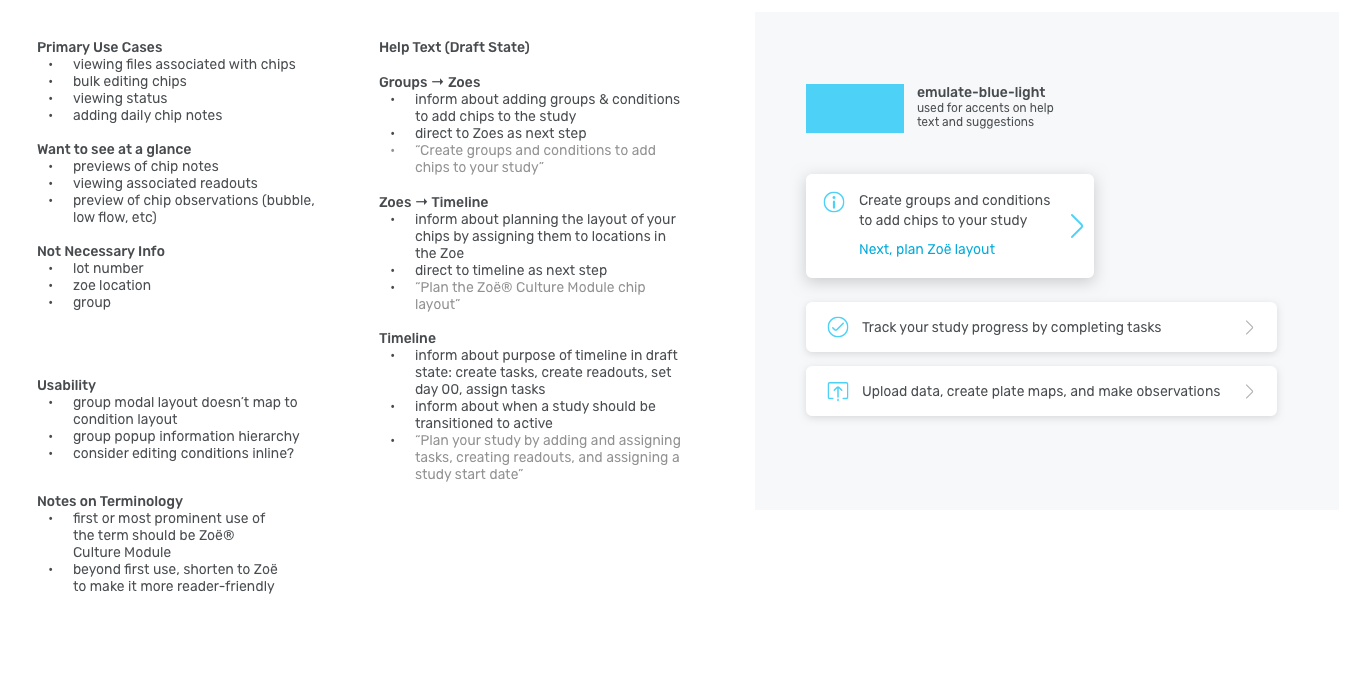 Primary Use Cases
• viewing files associated with chips
• bulk editing chips
• viewing status
• adding daily chip notes
Want to see at a glance
• previews of chip notes
• viewing associated readouts
• preview of chip observations (bubble,
low flow, etc)
Not Necessary Info
• lot number
• zoe location
• group
Usability
• group modal layout doesn’t map to
condition layout
• group popup information hierarchy
• consider editing conditions inline?
Notes on Terminology
• first or most prominent use of
the term should be Zoë®
Culture Module
• beyond first use, shorten to Zoë
to make it more reader-friendly
Help Text (Draft State)
Groups → Zoes
• inform about adding groups & conditions
to add chips to the study
• direct to Zoes as next step
• “Create groups and conditions to add
chips to your study”
Zoes → Timeline
• inform about planning the layout of your
chips by assigning them to locations in
the Zoe
• direct to timeline as next step
• “Plan the Zoë® Culture Module chip
layout”
Timeline
• inform about purpose of timeline in draft
state: create tasks, create readouts, set
day 00, assign tasks
• inform about when a study should be
transitioned to active
• “Plan your study by adding and assigning
tasks, creating readouts, and assigning a
study start date”
emulate-blue-light
used for accents on help
text and suggestions
Create groups and conditions
to add chips to your study
Next, plan Zoë layout
Track your study progress by completing tasks
Upload data, create plate maps, and make observations